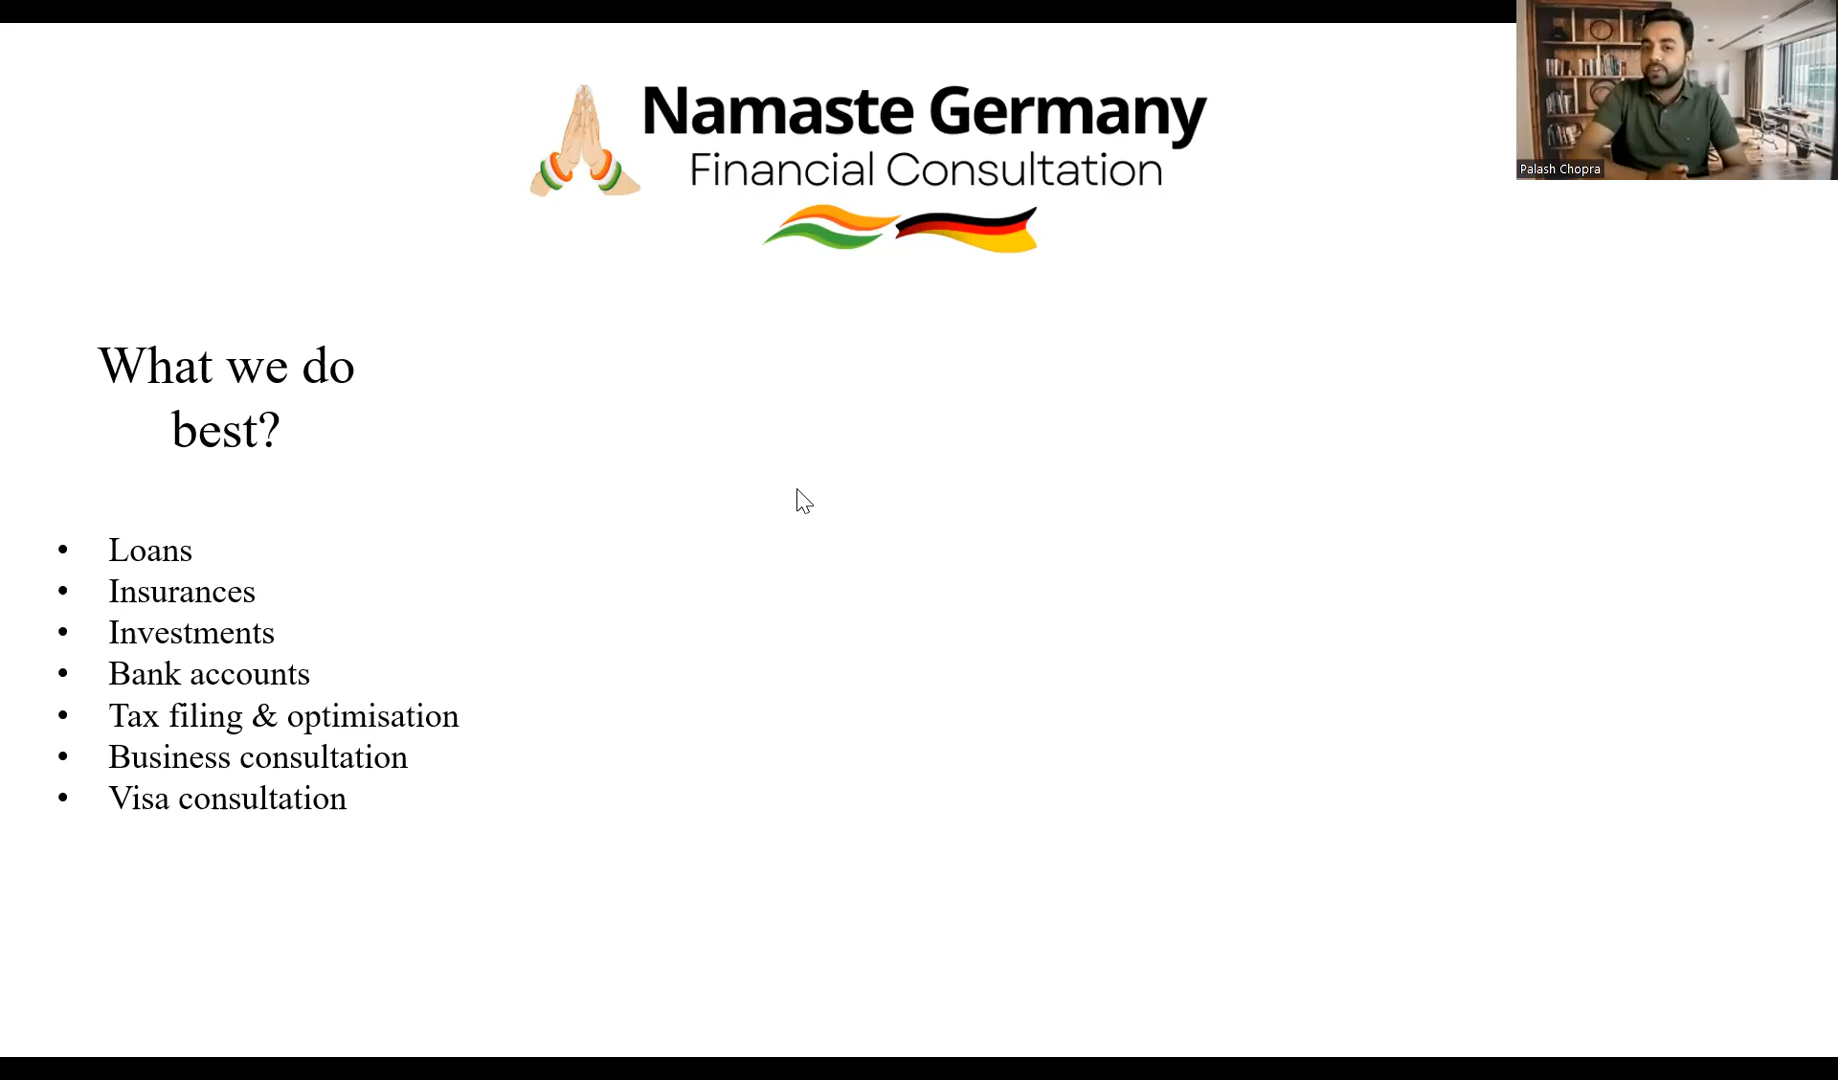 Namaste Germany
Financial Consultation
Palash Chopra
What we do
best?
• Loans
• Insurances
• Investments
• Bank accounts
• Tax filing & optimisation
• Business consultation
• Visa consultation